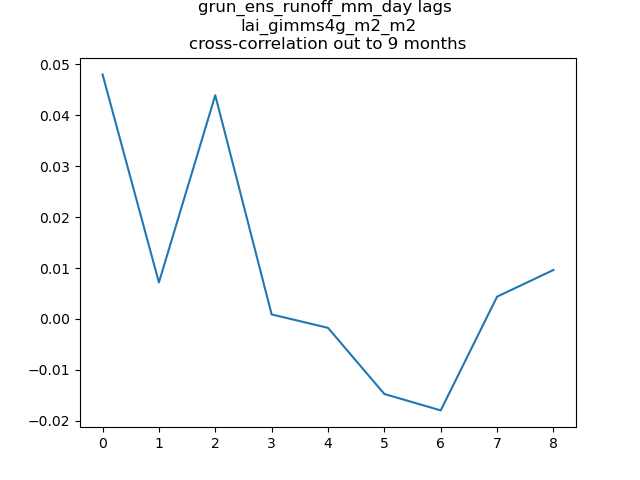 grun_ens_runoff_mm_day lags
lai_gimms4g_m2_m2
cross-correlation out to 9 months
0.05
0.04
0.03
0.02
0.01
0.00
−0.01
−0.02
0 1 2 3 4 5 6 7 8